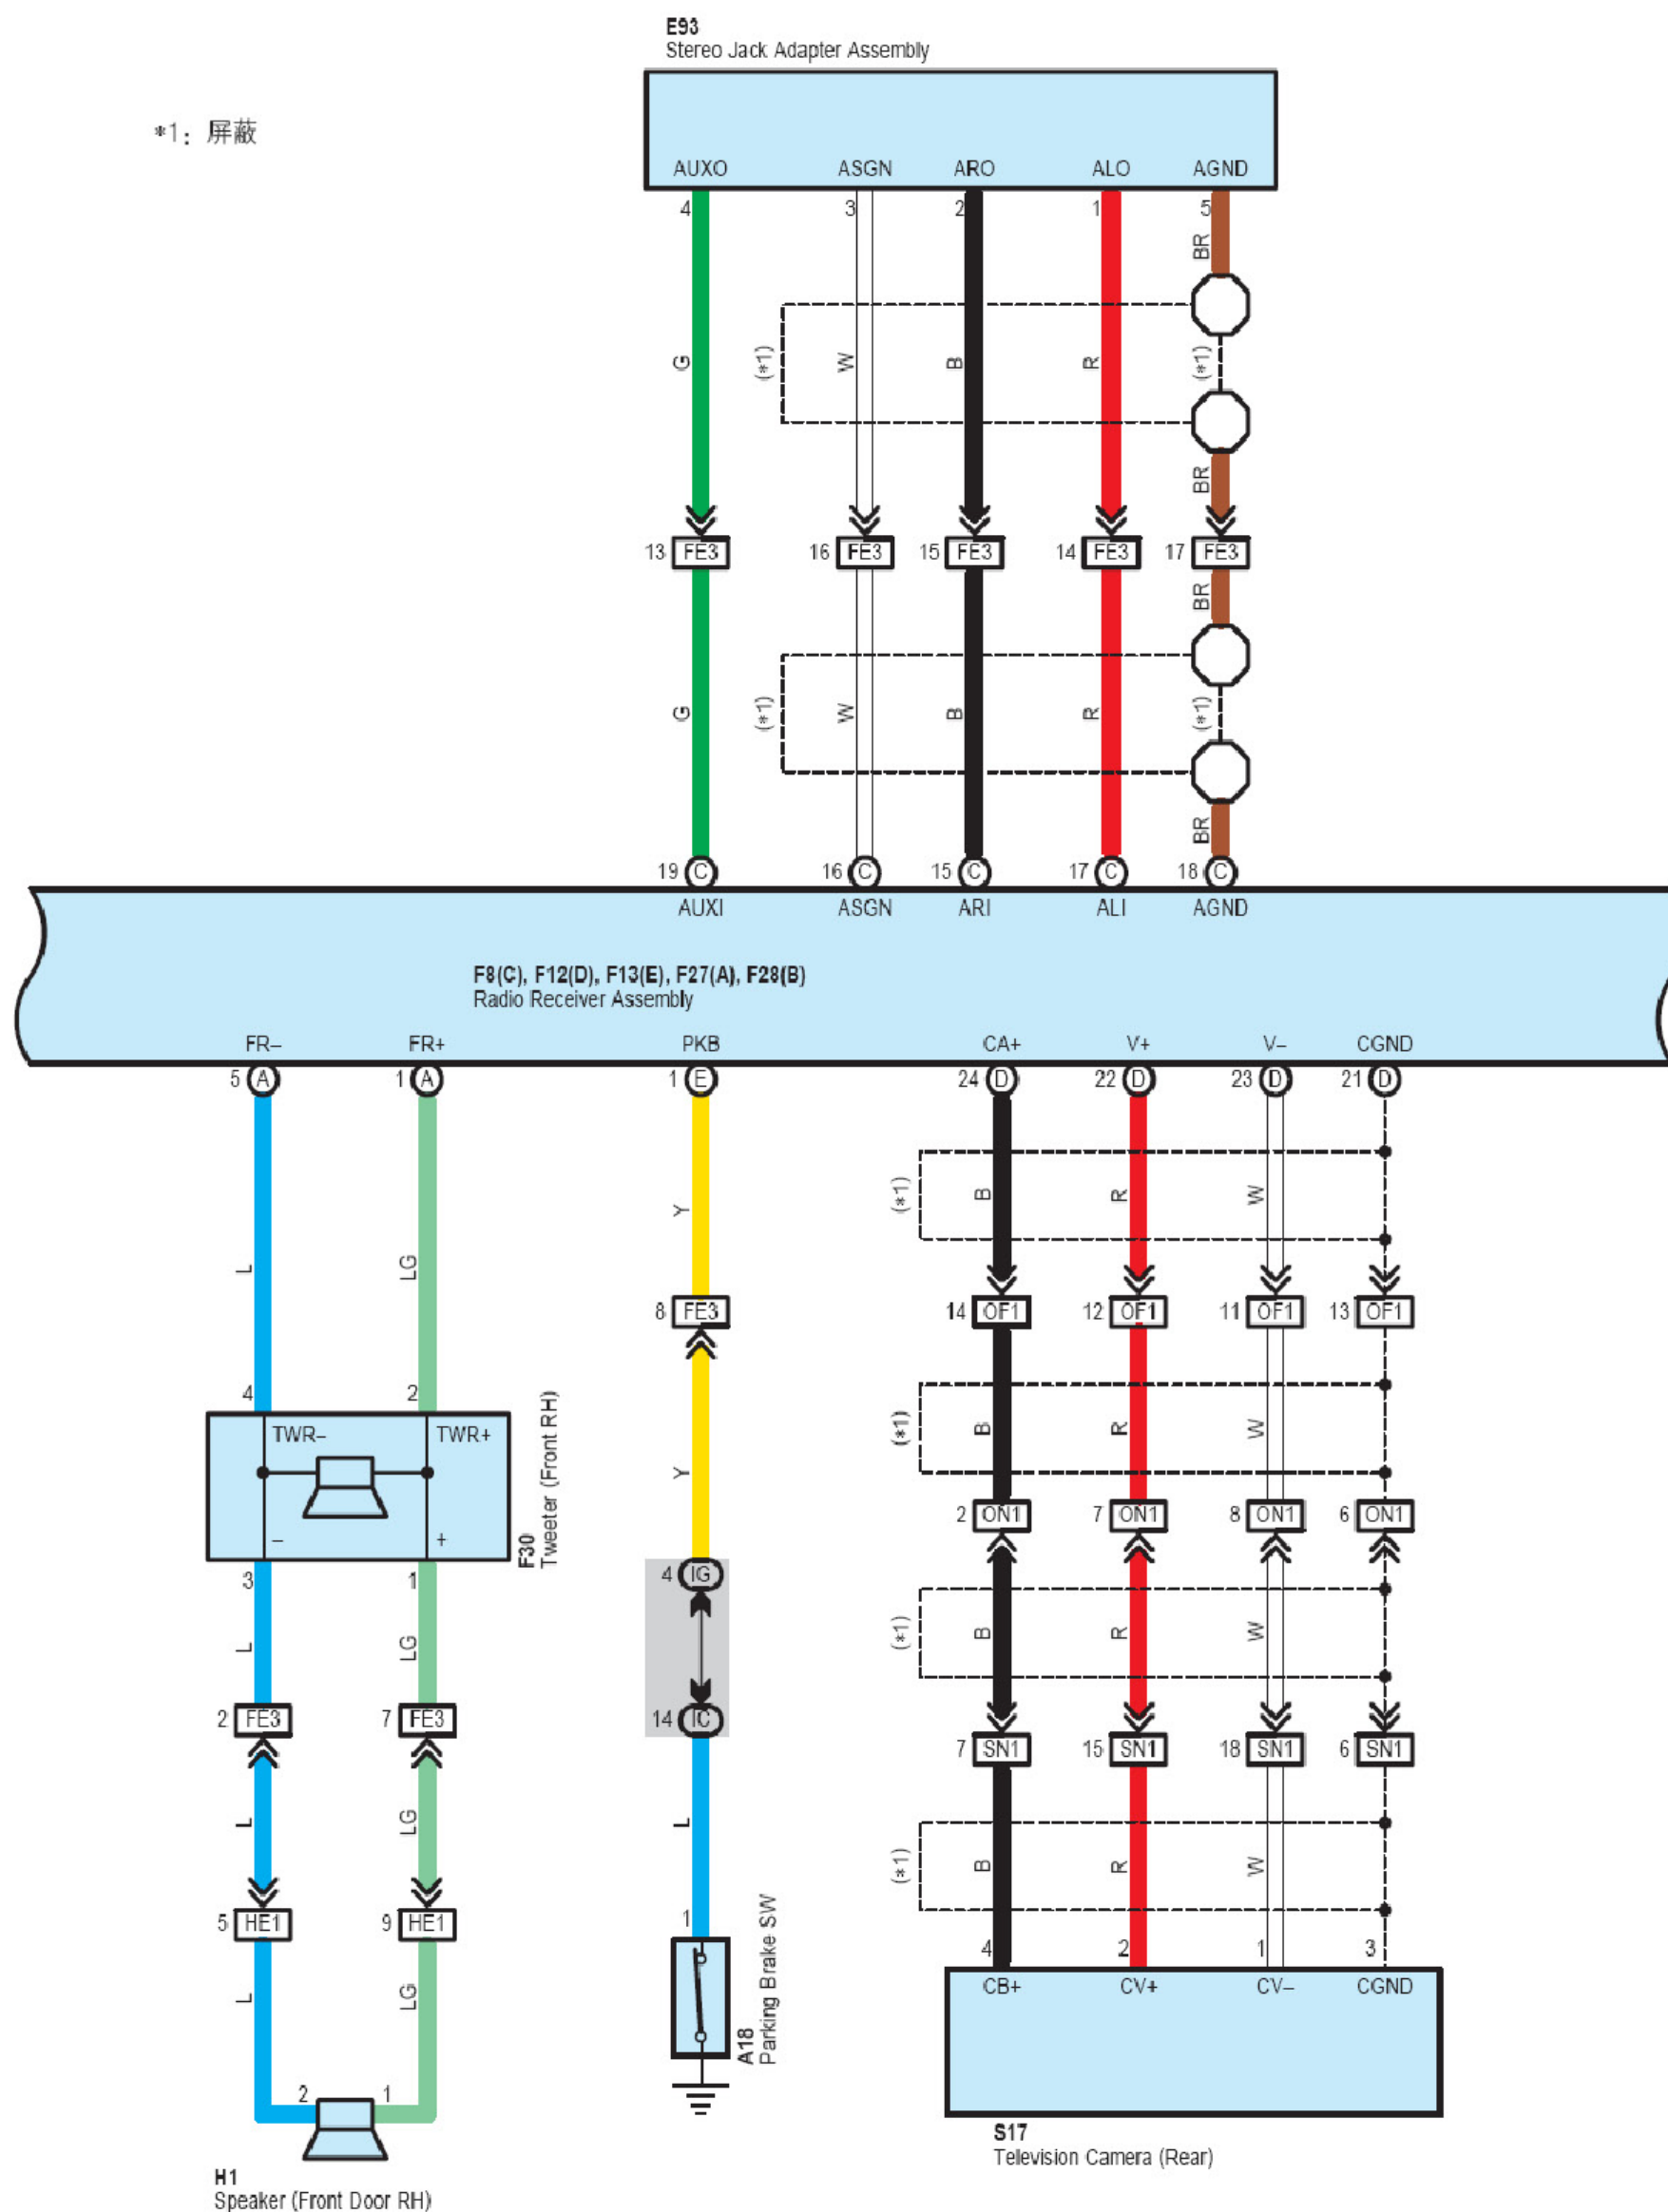 E93
Stereo Jack Adapter Assembly
*1: 屏蔽
AUXO ASGN ARO ALO AGND
4 3 2 1 5
BR
G (*1) W B R (*1)
BR
13 FE3 16 FE3 15 FE3 14 FE3 17 FE3
BR
G (*1) W B R (*1)
BR
19 C 16 C 15 C 17 C 18 C
AUXI ASGN ARI ALI AGND
F8(C), F12(D), F13(E), F27(A), F28(B)
Radio Receiver Assembly
FR– FR+ PKB CA+ V+ V– CGND
5 A 1 A 1 E 24 D 22 D 23 D 21 D
(*1) B R W
Y
L LG
8 FE3 14 OF1 12 OF1 11 OF1 13 OF1
4 2
TWR– TWR+
– +
F30
Tweeter (Front RH)
(*1) B R W
Y
2 ON1 7 ON1 8 ON1 6 ON1
3 1
4 IG
L LG
(*1) B R W
2 FE3 7 FE3
14 IC
7 SN1 15 SN1 18 SN1 6 SN1
L LG L
(*1) B R W
5 HE1 9 HE1
1
A18
Parking Brake SW
4 2 1 3
CB+ CV+ CV– CGND
L LG
2 1
S17
Television Camera (Rear)
H1
Speaker (Front Door RH)